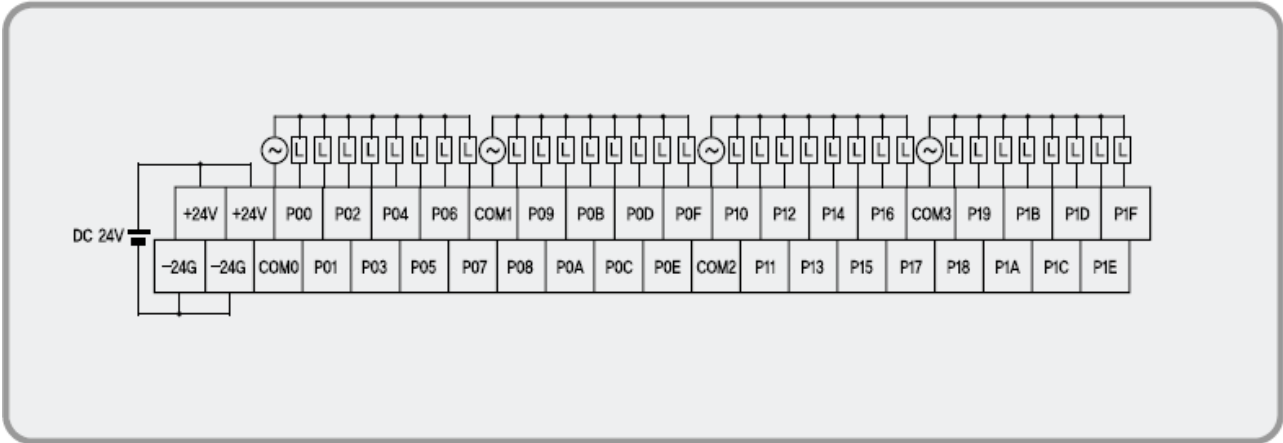 ~ L L L L L L L L ~ L L L L L L L L ~ L L L L L L L L ~ L L L L L L L L
+24V +24V P00 P02 P04 P06 COM1 P09 P0B P0D P0F P10 P12 P14 P16 COM3 P19 P1B P1D P1F
DC 24V
−24G −24G COM0 P01 P03 P05 P07 P08 P0A P0C P0E COM2 P11 P13 P15 P17 P18 P1A P1C P1E